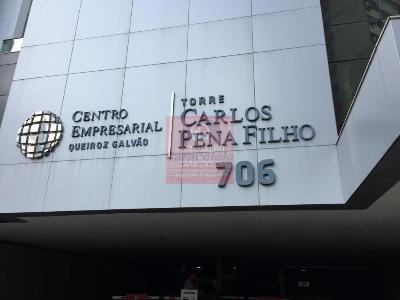 CENTRO
EMPRESARIAL
QUEIROZ GALVÃO
TORRE
CARLOS
PENA FILHO
706